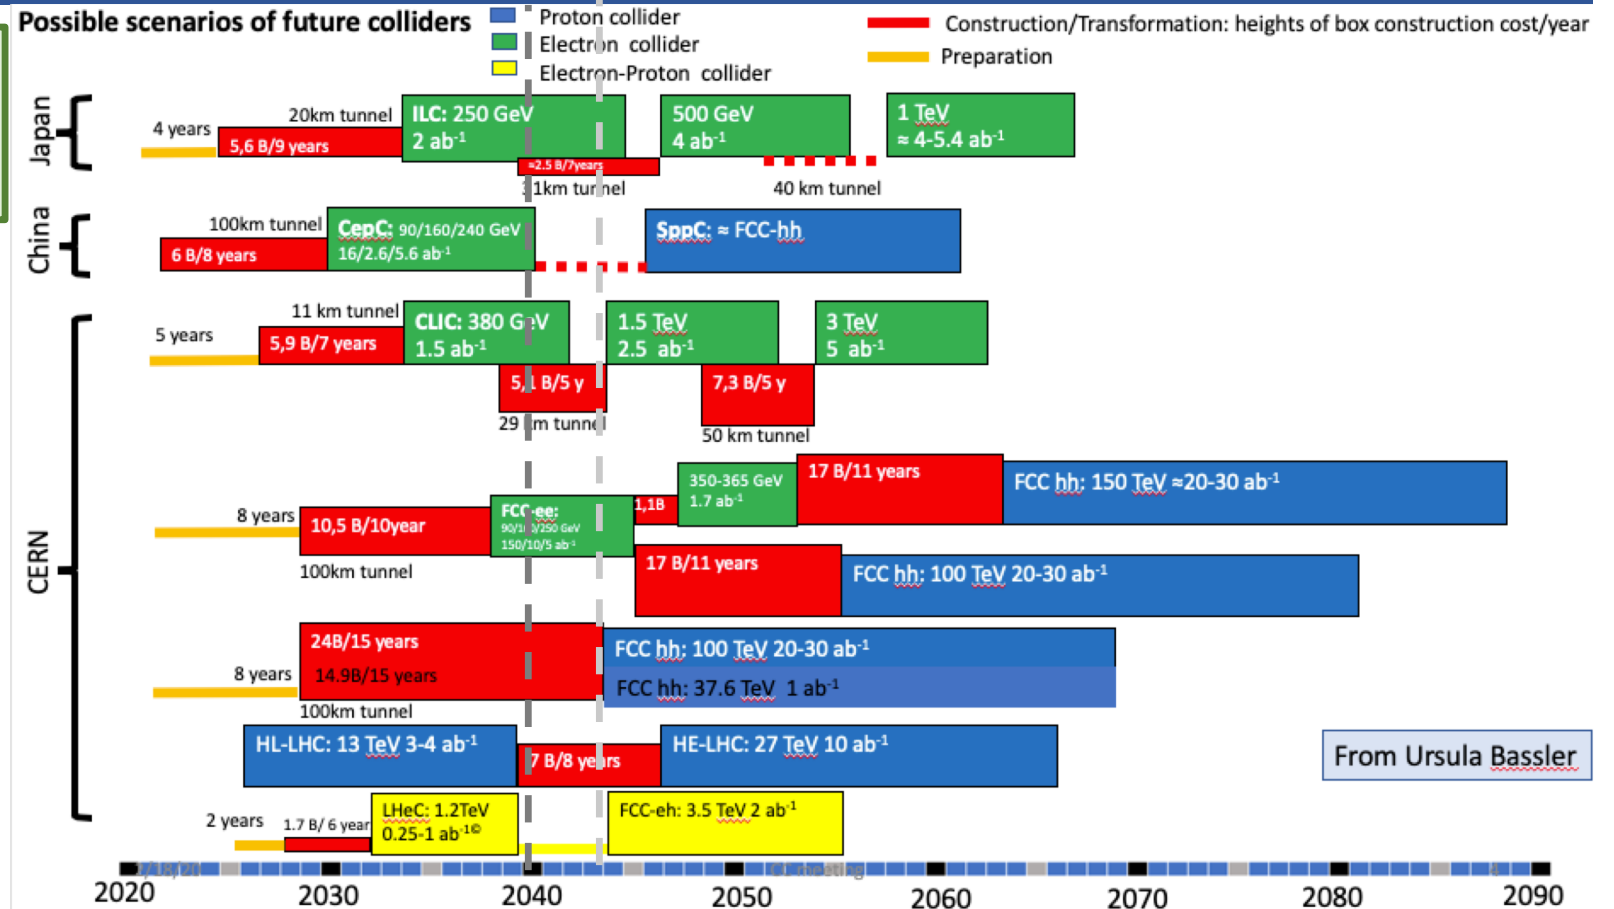 Possible scenarios of future colliders
Proton collider
Electron collider
Electron-Proton collider
Construction/Transformation: heights of box construction cost/year
Preparation
Japan
4 years
20km tunnel
5,6 B/9 years
ILC: 250 GeV
2 ab-1
≈2.5 B/7years
31km tunnel
500 GeV
4 ab-1
40 km tunnel
1 TeV
≈ 4-5.4 ab-1
China
100km tunnel
6 B/8 years
CepC: 90/160/240 GeV
16/2.6/5.6 ab-1
SppC: ≈ FCC-hh
CERN
5 years
11 km tunnel
5,9 B/7 years
CLIC: 380 GeV
1.5 ab-1
5,1 B/5 y
29 km tunnel
1.5 TeV
2.5 ab-1
7,3 B/5 y
50 km tunnel
3 TeV
5 ab-1
8 years
10,5 B/10year
100km tunnel
FCC-ee:
90/160/250 GeV
150/10/5 ab-1
1,1B
350-365 GeV
1.7 ab-1
17 B/11 years
FCC hh: 150 TeV ≈20-30 ab-1
17 B/11 years
FCC hh: 100 TeV 20-30 ab-1
8 years
24B/15 years
14.9B/15 years
100km tunnel
FCC hh: 100 TeV 20-30 ab-1
FCC hh: 37.6 TeV 1 ab-1
HL-LHC: 13 TeV 3-4 ab-1
7 B/8 years
HE-LHC: 27 TeV 10 ab-1
From Ursula Bassler
2 years
1.7 B/ 6 year
LHeC: 1.2TeV
0.25-1 ab-1©
FCC-eh: 3.5 TeV 2 ab-1
2020 2030 2040 2050 2060 2070 2080 2090